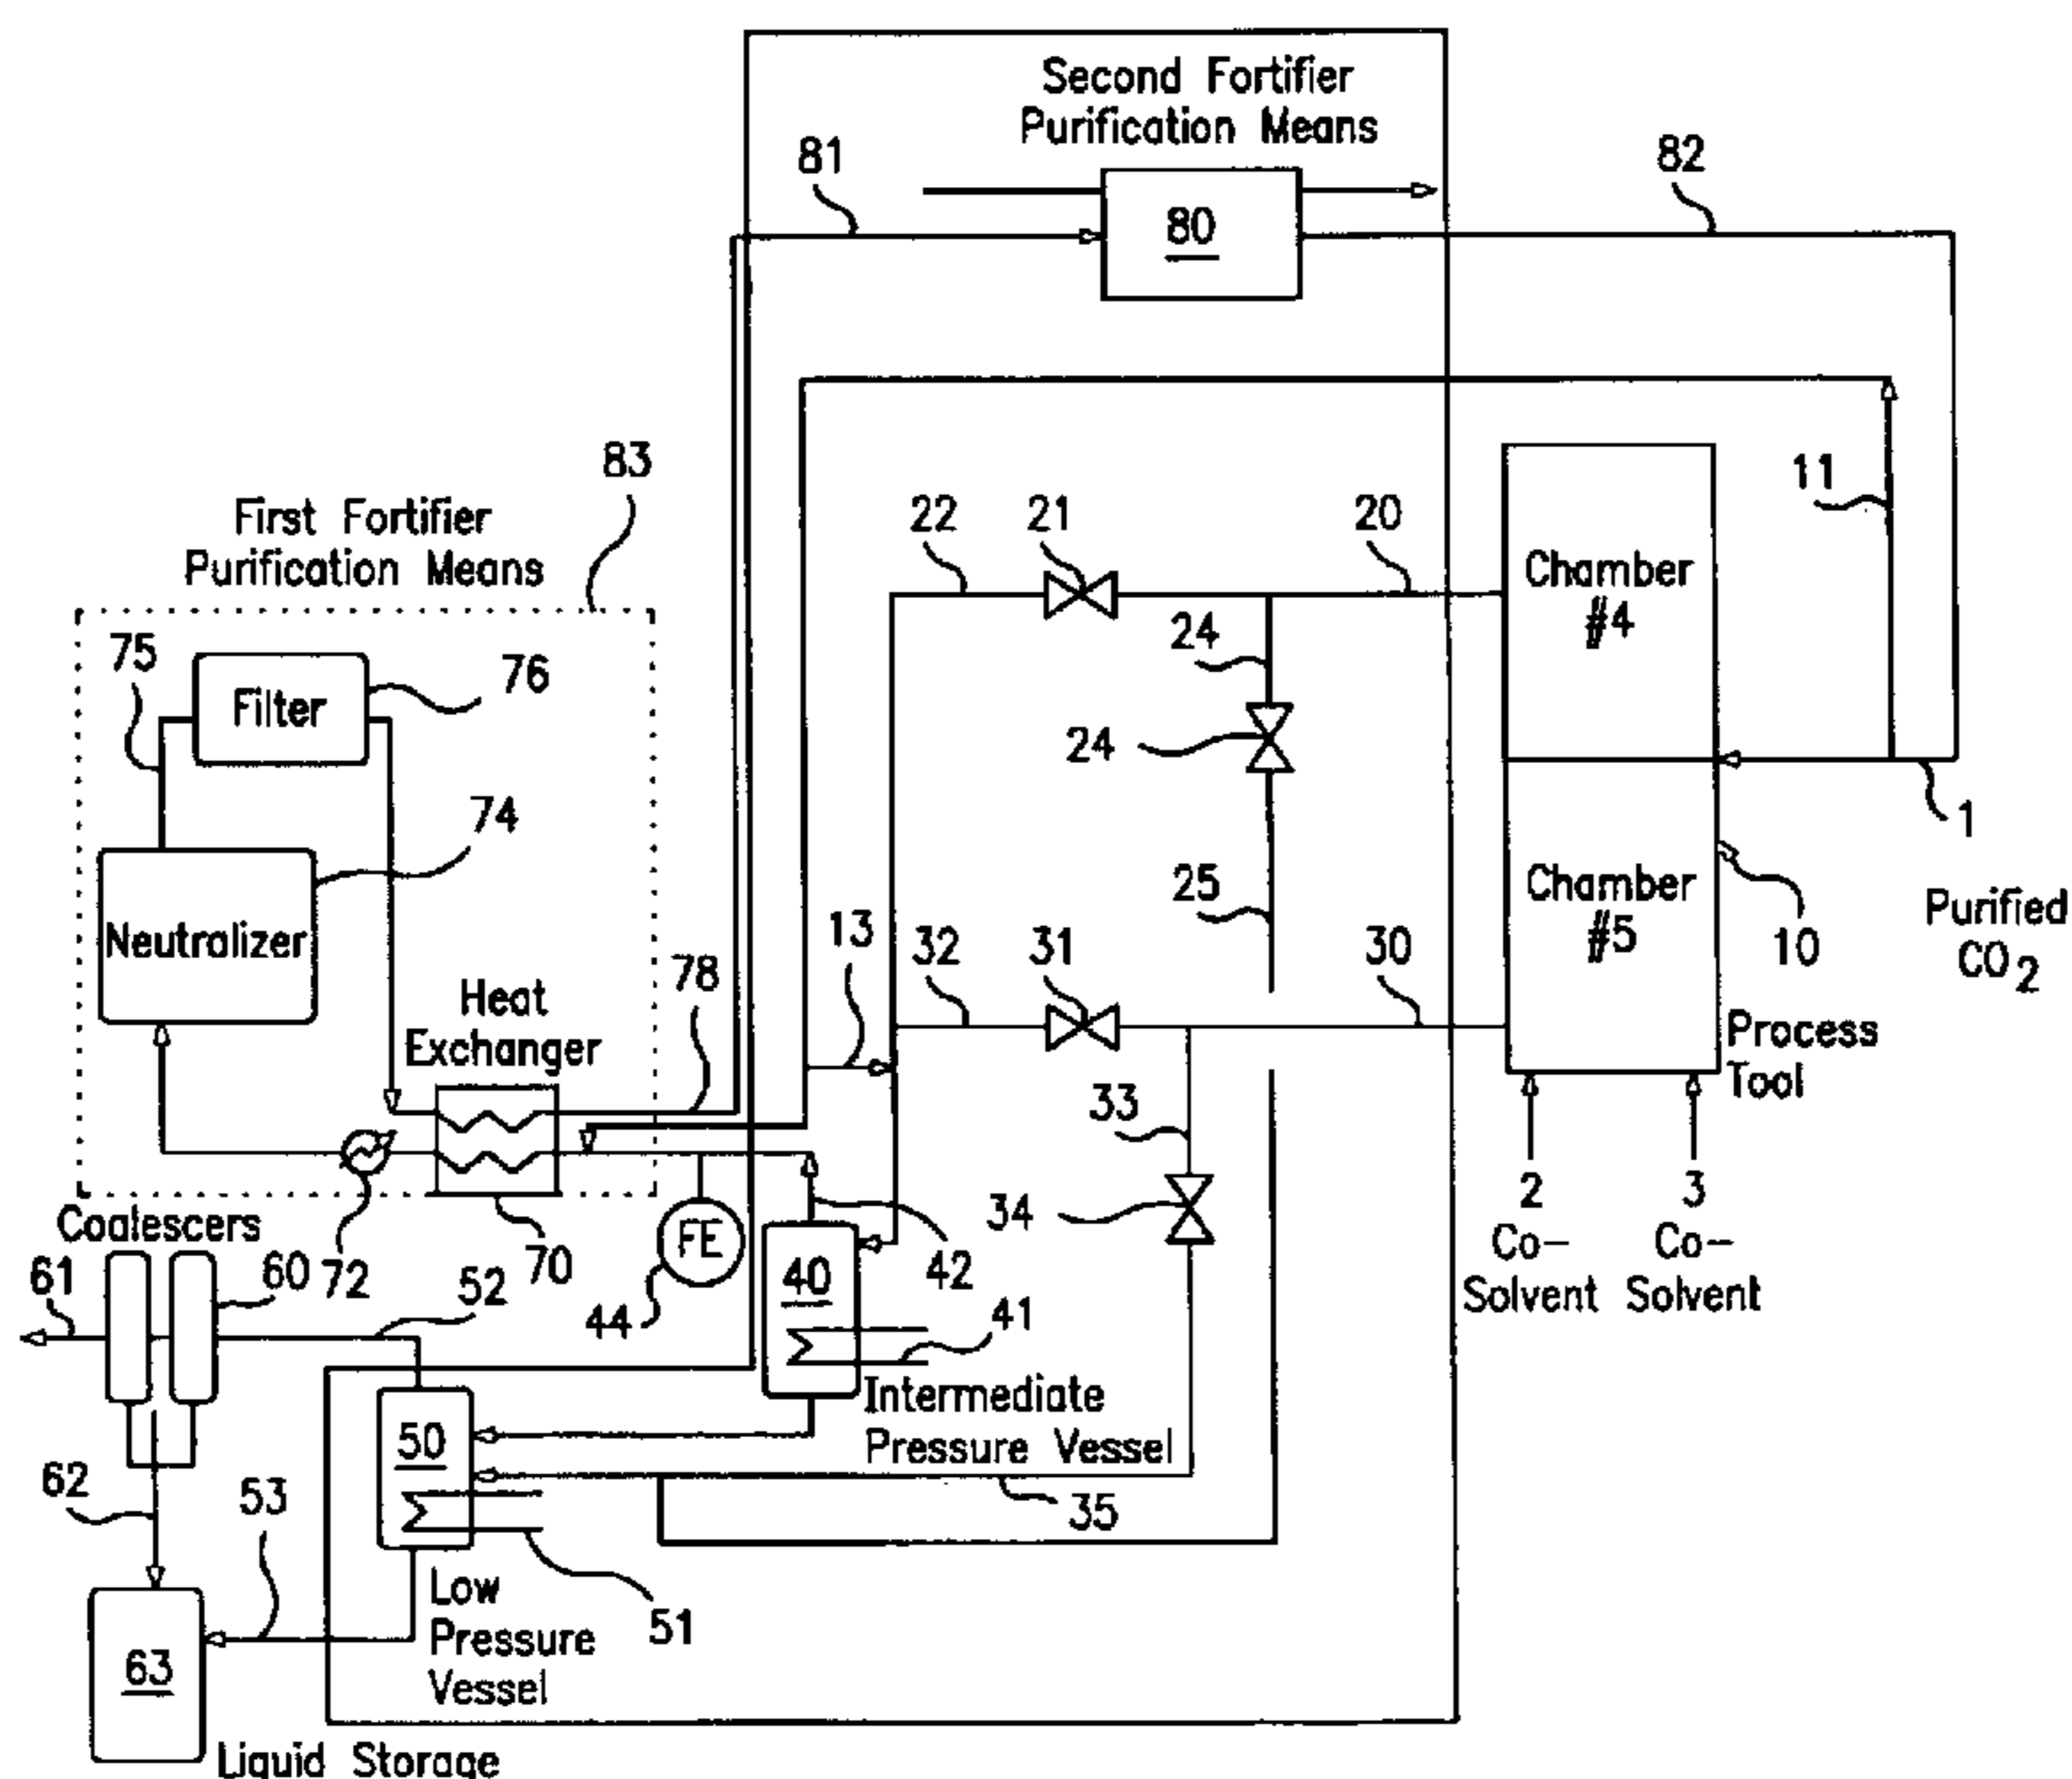 Second Fortifier
Purification Means
81
82
80
83
First Fortifier
Purification Means
22
21
20
11
Chamber
#4
75
Filter
76
24
24
74
1
Neutralizer
25
Chamber
#5
10
Purified
CO2
13
32
31
30
78
Heat
Exchanger
Process
Tool
33
34
2
3
Co-
Solvent
Co-
Solvent
Coalescers
61
60
72
70
52
44
FE
40
42
41
Intermediate
Pressure Vessel
50
62
53
35
51
Low
Pressure
Vessel
63
Liquid Storage